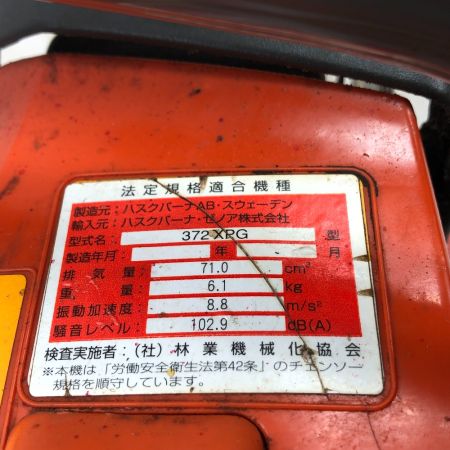 法定規格適合機種
製造元：ハスクバーナAB・スウェーデン
輸入元：ハスクバーナ・ゼノア株式会社
型式名 372XPG 型
製造年月 年 月
排気量 71.0 cm³
重量 6.1 kg
振動加速度 8.8 m/s²
騒音レベル 102.9 dB(A)
検査実施者：（社）林業機械化協会
※本機は「労働安全衛生法第42条」のチェンソー
規格を順守しています。